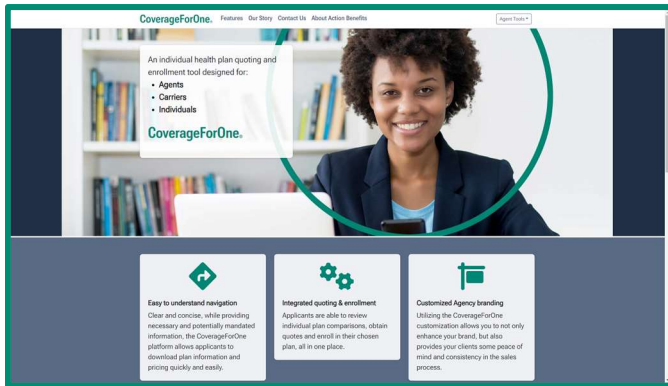 CoverageForOne. Features Our Story Contact Us About Action Benefits Agent Tools
An individual health plan quoting and
enrollment tool designed for:
• Agents
• Carriers
• Individuals
CoverageForOne®
Easy to understand navigation
Clear and concise, while providing
necessary and potentially mandated
information, the CoverageForOne
platform allows applicants to
download plan information and
pricing quickly and easily.
Integrated quoting & enrollment
Applicants are able to review
individual plan comparisons, obtain
quotes and enroll in their chosen
plan, all in one place.
Customized Agency branding
Utilizing the CoverageForOne
customization allows you to not only
enhance your brand, but also
provides your clients some peace of
mind and consistency in the sales
process.